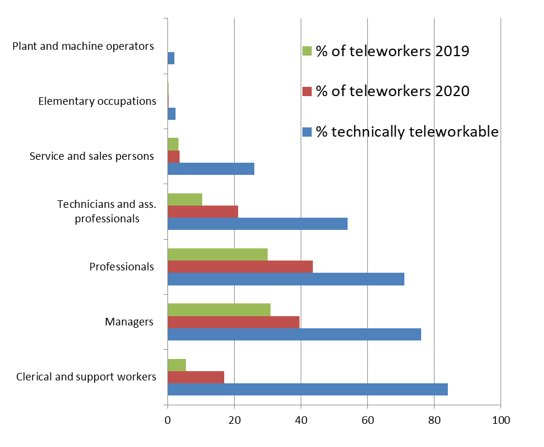 Plant and machine operators
Elementary occupations
Service and sales persons
Technicians and ass.
professionals
Professionals
Managers
Clerical and support workers
% of teleworkers 2019
% of teleworkers 2020
% technically teleworkable
0 20 40 60 80 100